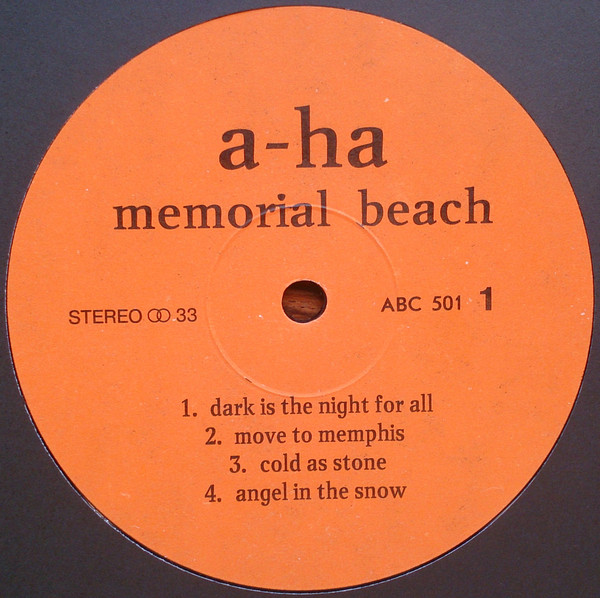 a-ha
memorial beach
STEREO ꝏ 33
ABC 501 1
1. dark is the night for all
2. move to memphis
3. cold as stone
4. angel in the snow